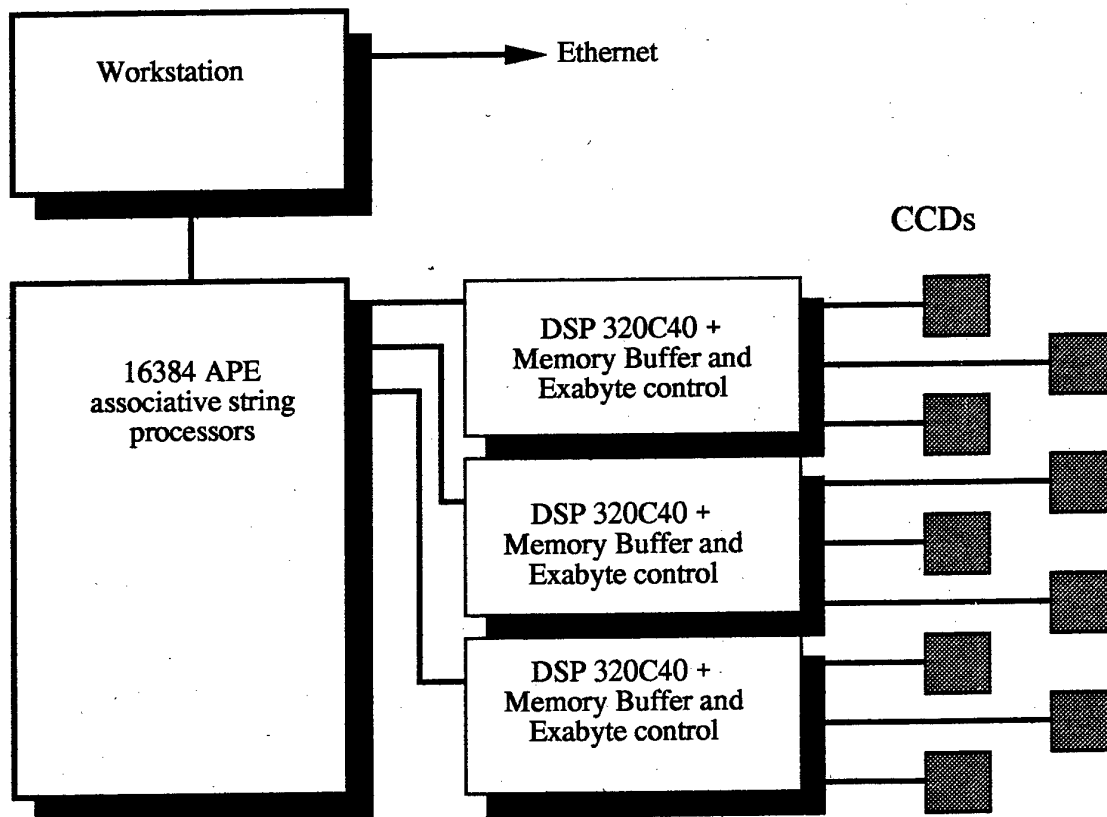 Workstation
Ethernet
CCDs
16384 APE
associative string
processors
DSP 320C40 +
Memory Buffer and
Exabyte control
DSP 320C40 +
Memory Buffer and
Exabyte control
DSP 320C40 +
Memory Buffer and
Exabyte control